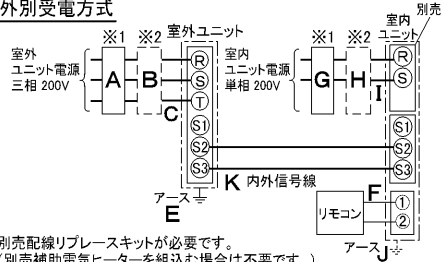 外別受電方式
別売
※1 ※2 室外ユニット ※1 ※2 室内ユニット
室外
ユニット電源
三相 200V
A B C
R
S
T
S1
S2
S3
室内
ユニット電源
単相 200V
G H I
R
S
S1
S2
S3
K 内外信号線
アース
E
F
リモコン
①
②
アース J
別売配線リプレースキットが必要です。
(別売補助電気ヒーターを組込む場合は不要です。)